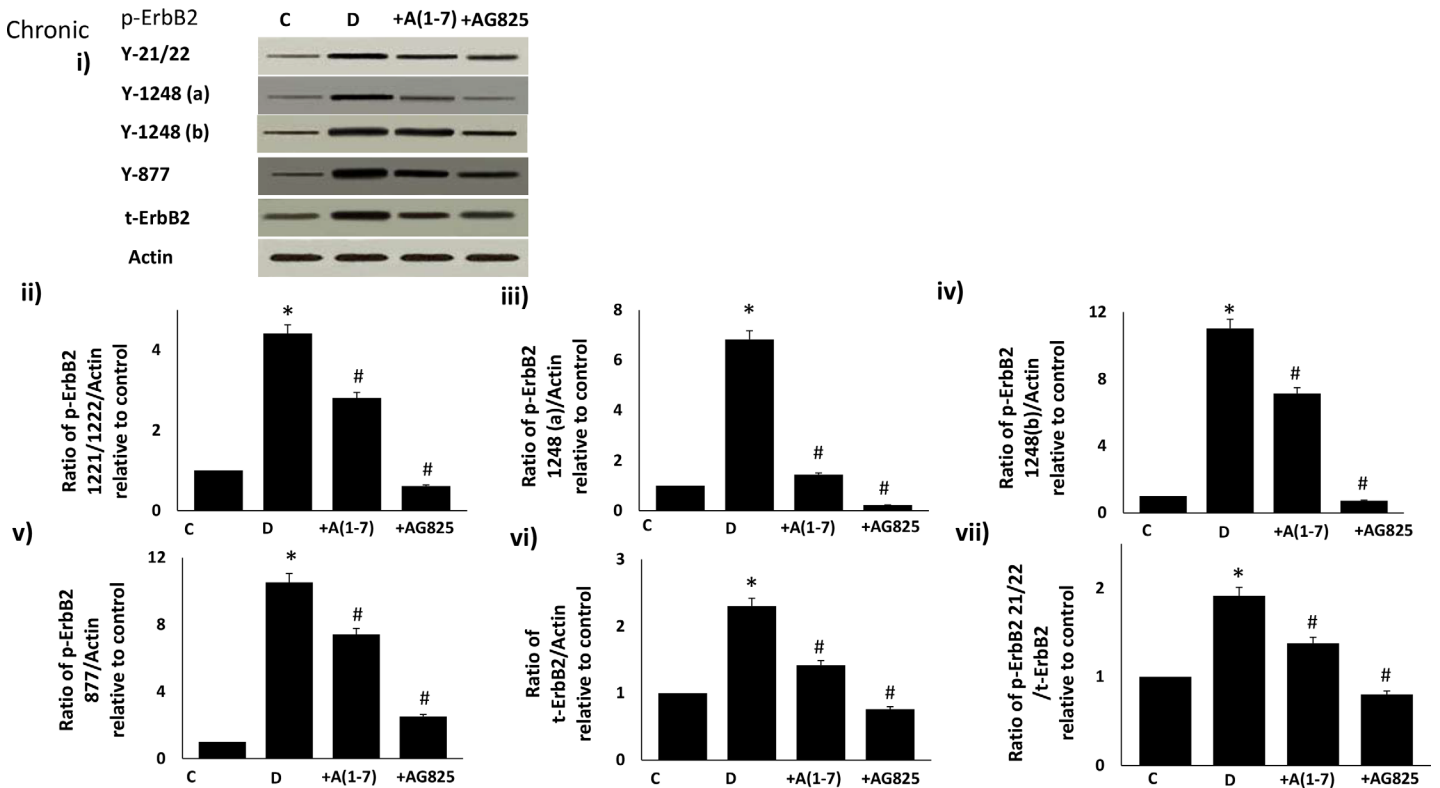 Chronic
p-ErbB2 C D +A(1-7) +AG825
i)
Y-21/22
Y-1248 (a)
Y-1248 (b)
Y-877
t-ErbB2
Actin
ii)
Ratio of p-ErbB2
1221/1222/Actin
relative to control
4
2
0
*
#
#
C D +A(1-7) +AG825
iii)
Ratio of p-ErbB2
1248 (a)/Actin
relative to control
8
6
4
2
0
*
#
#
C D +A(1-7) +AG825
iv)
Ratio of p-ErbB2
1248(b)/Actin
relative to control
12
8
4
0
*
#
#
C D +A(1-7) +AG825
v)
Ratio of p-ErbB2
877/Actin
relative to control
12
8
4
0
*
#
#
C D +A(1-7) +AG825
vi)
Ratio of
t-ErbB2/Actin
relative to control
3
2
1
0
*
#
#
C D +A(1-7) +AG825
vii)
Ratio of p-ErbB2 21/22
/t-ErbB2
relative to control
2
1
0
*
#
#
C D +A(1-7) +AG825